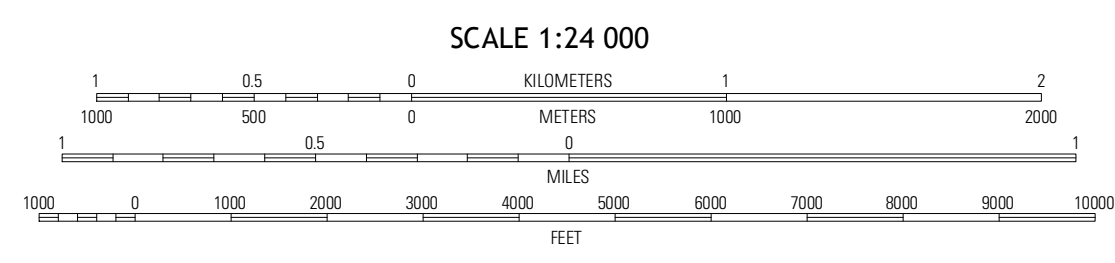 SCALE 1:24 000
1 0.5 0 KILOMETERS 1 2
1000 500 0 METERS 1000 2000
1 0.5 0 1
MILES
1000 0 1000 2000 3000 4000 5000 6000 7000 8000 9000 10000
FEET